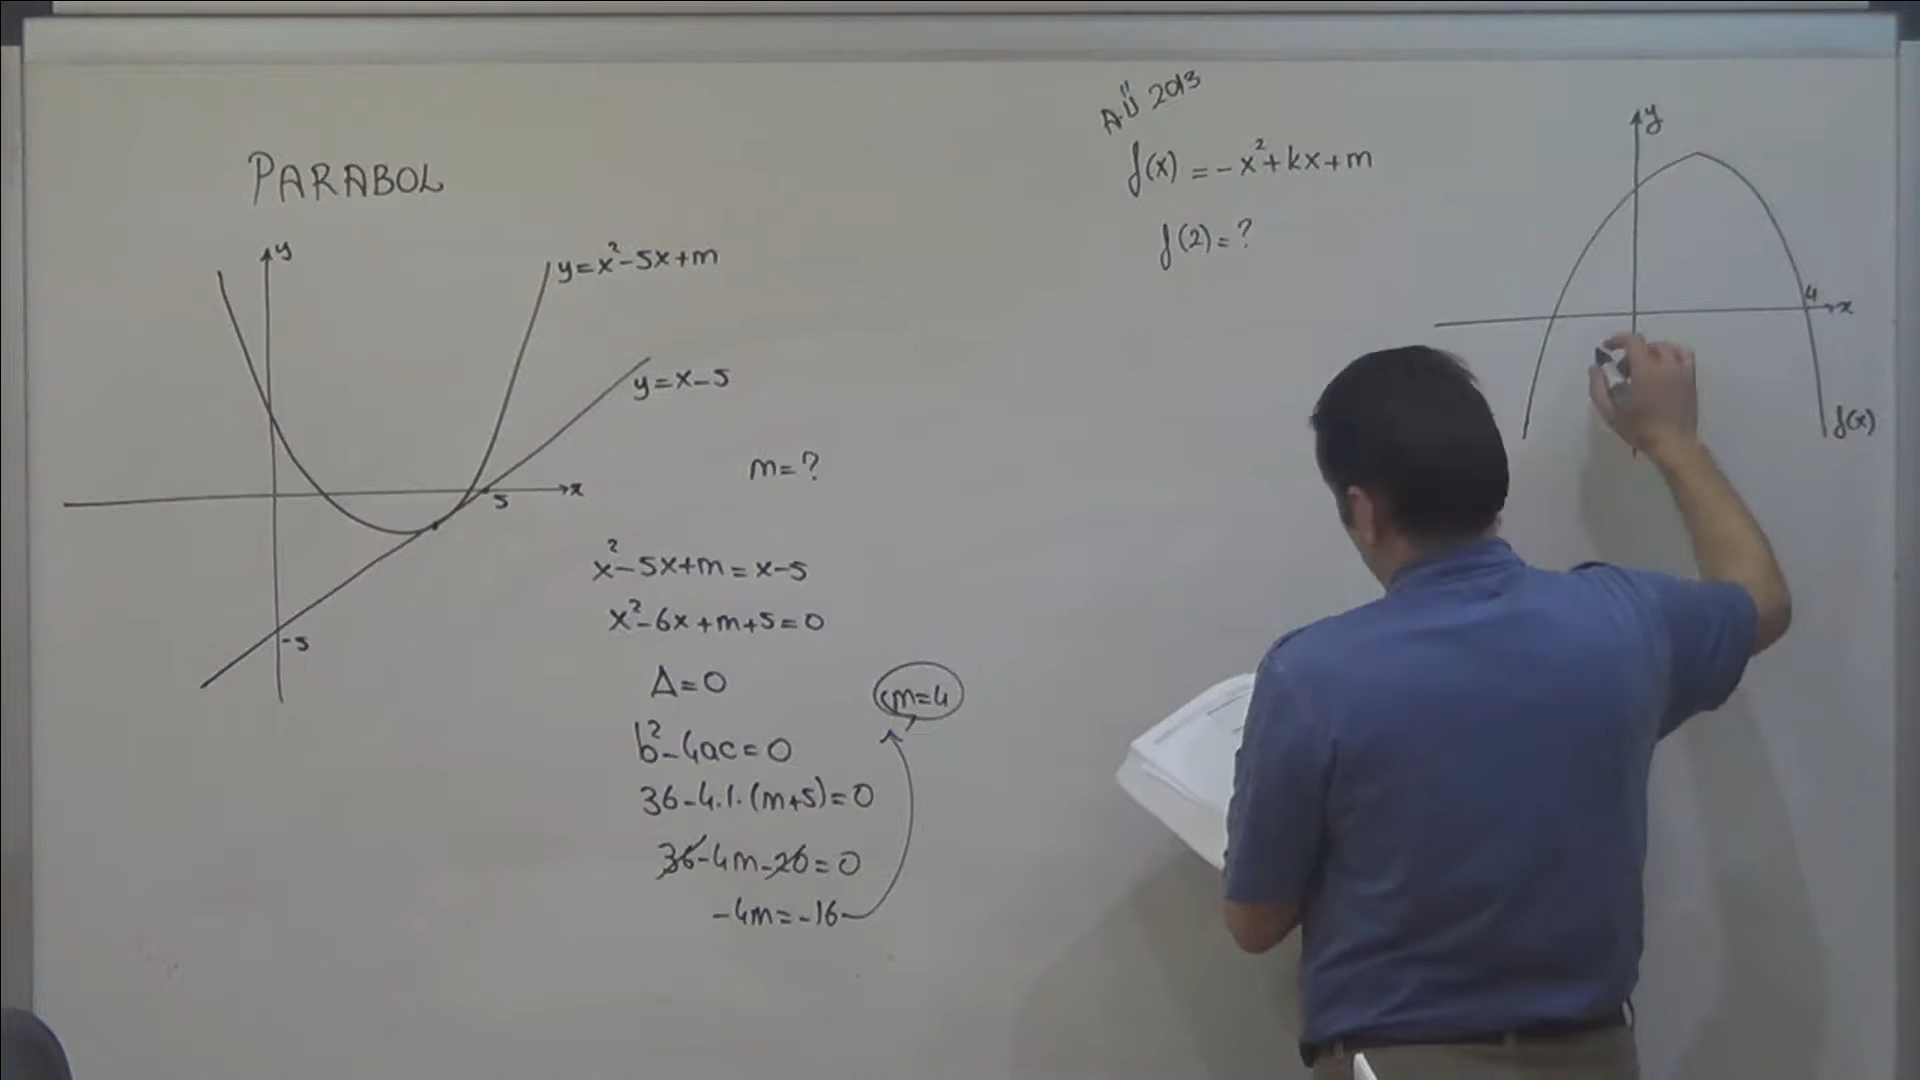 PARABOL
y
y=x²-5x+m
y=x-5
x
5
-5
m=?
x²-5x+m=x-5
x²-6x+m+5=0
Δ=0
b²-4ac=0
36-4.1.(m+5)=0
36-4m-20=0
-4m=-16
m=4
AÜ 2013
f(x)=-x²+kx+m
f(2)=?
y
4
x
f(x)